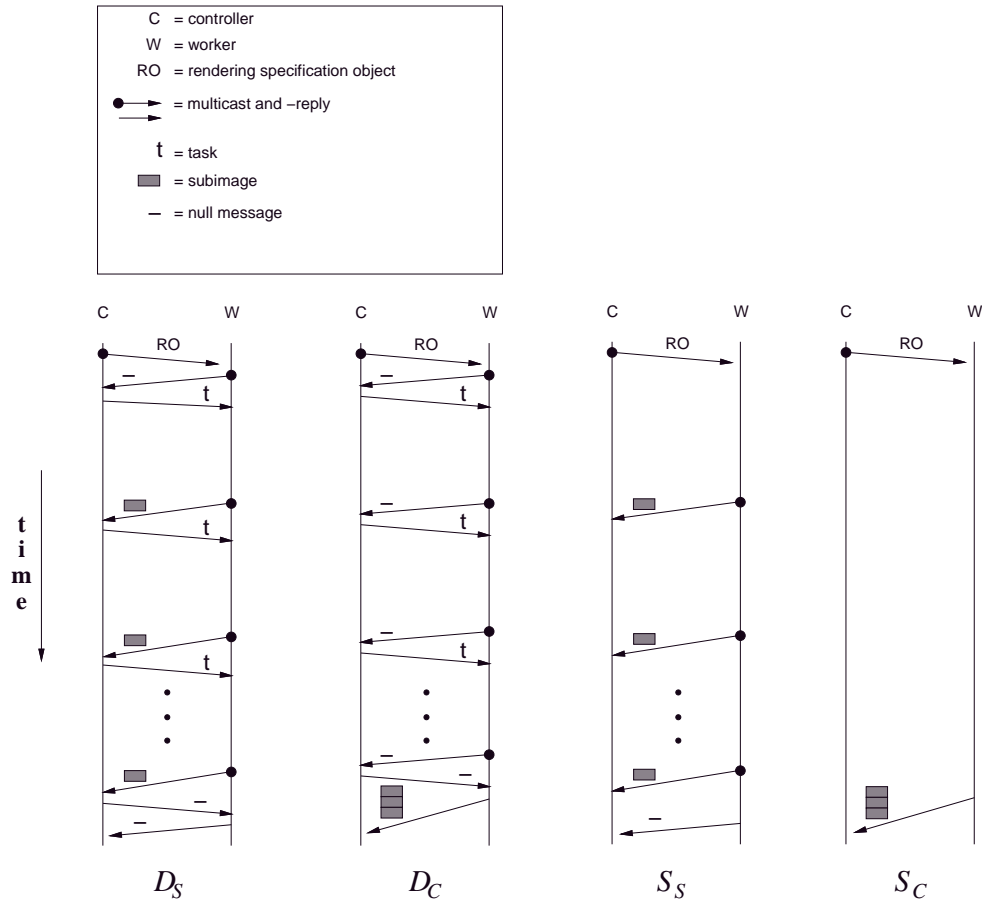 C = controller
W = worker
RO = rendering specification object
= multicast and −reply
t = task
= subimage
− = null message
C W C W C W C W
RO RO RO RO
− −
t t
−
t t
−
t t
time
−
− −
− −
D_S D_C S_S S_C